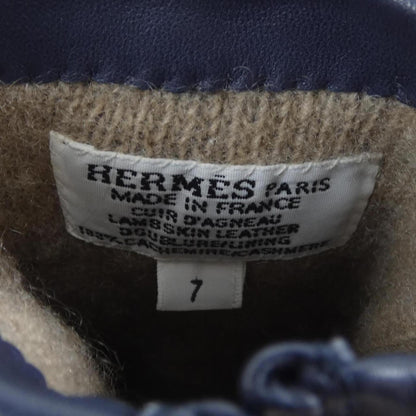 HERMÈS PARIS
MADE IN FRANCE
CUIR D'AGNEAU
LAMBSKIN LEATHER
DOUBLURE/LINING
100% CACHEMIRE/CASHMERE
7